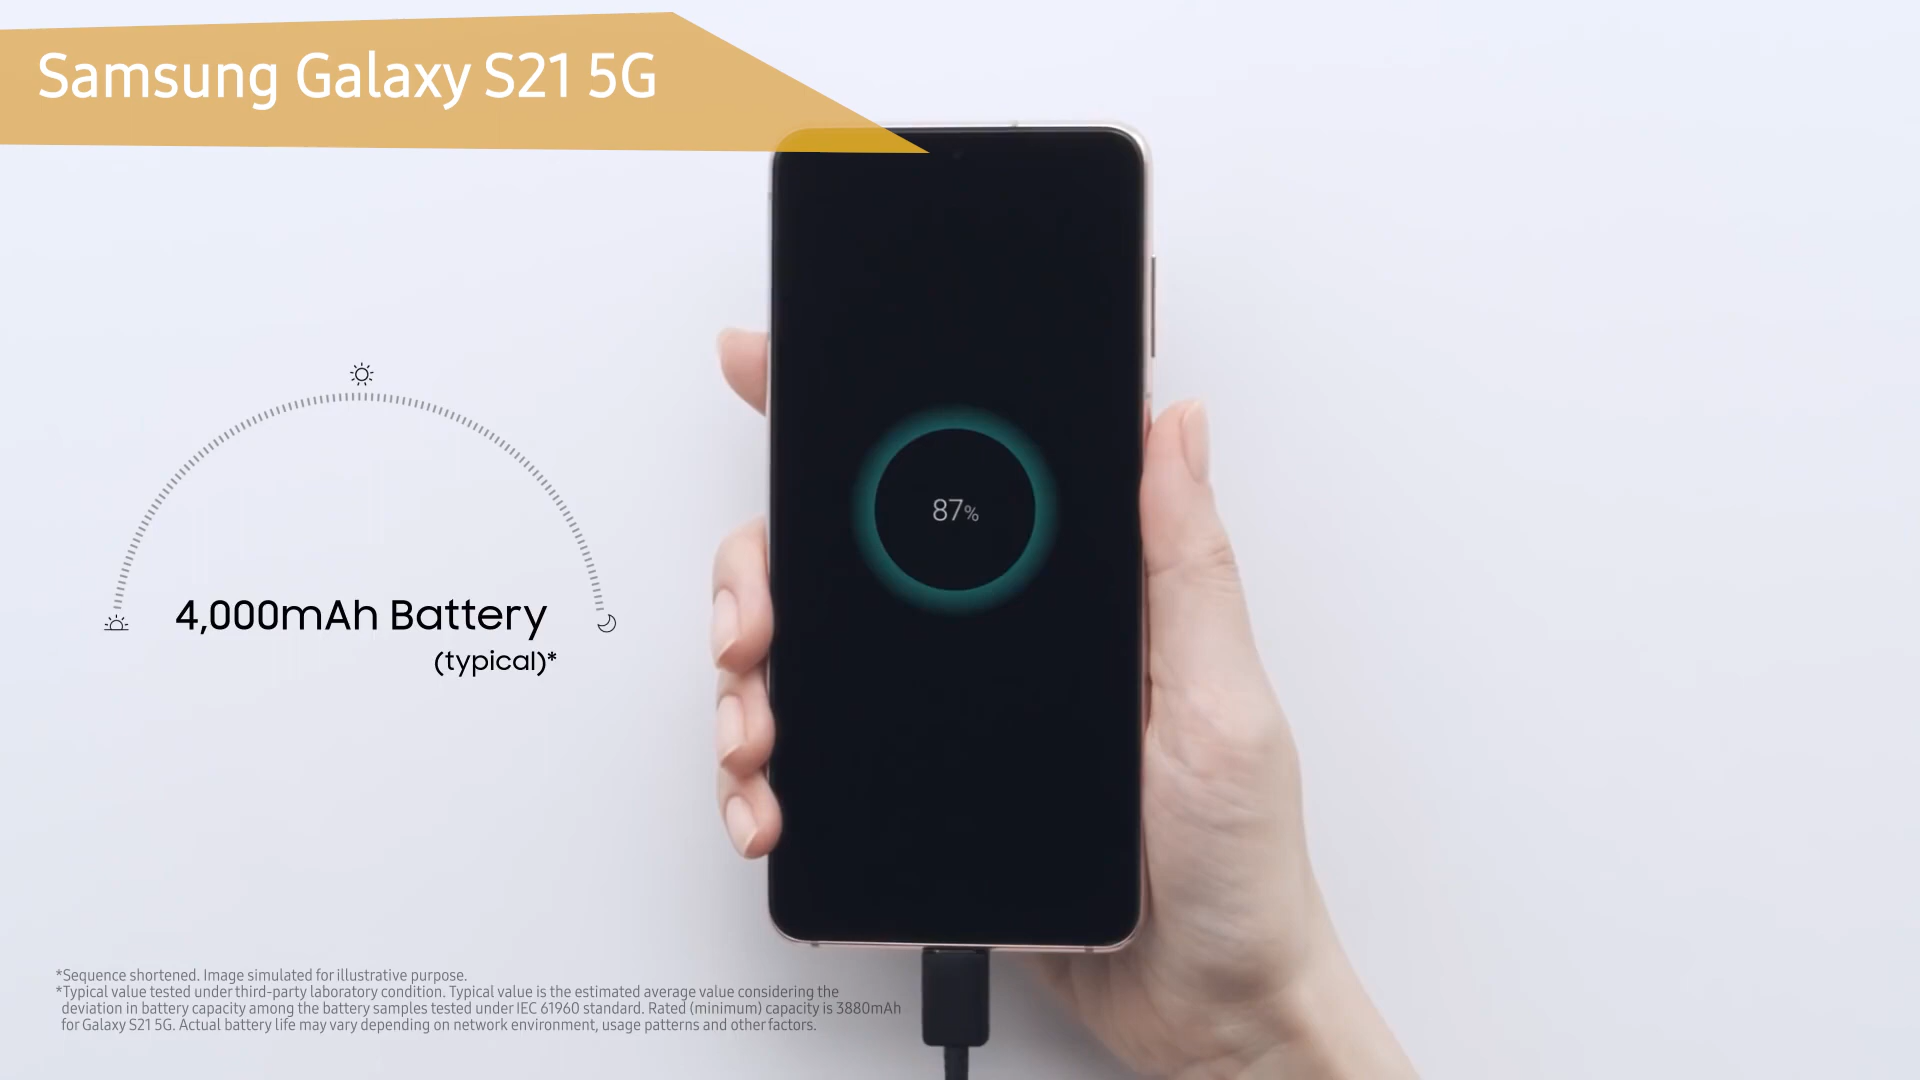 Samsung Galaxy S21 5G
87%
4,000mAh Battery
(typical)*
*Sequence shortened. Image simulated for illustrative purpose.
*Typical value tested under third-party laboratory condition. Typical value is the estimated average value considering the
deviation in battery capacity among the battery samples tested under IEC 61960 standard. Rated (minimum) capacity is 3880mAh
for Galaxy S21 5G. Actual battery life may vary depending on network environment, usage patterns and other factors.